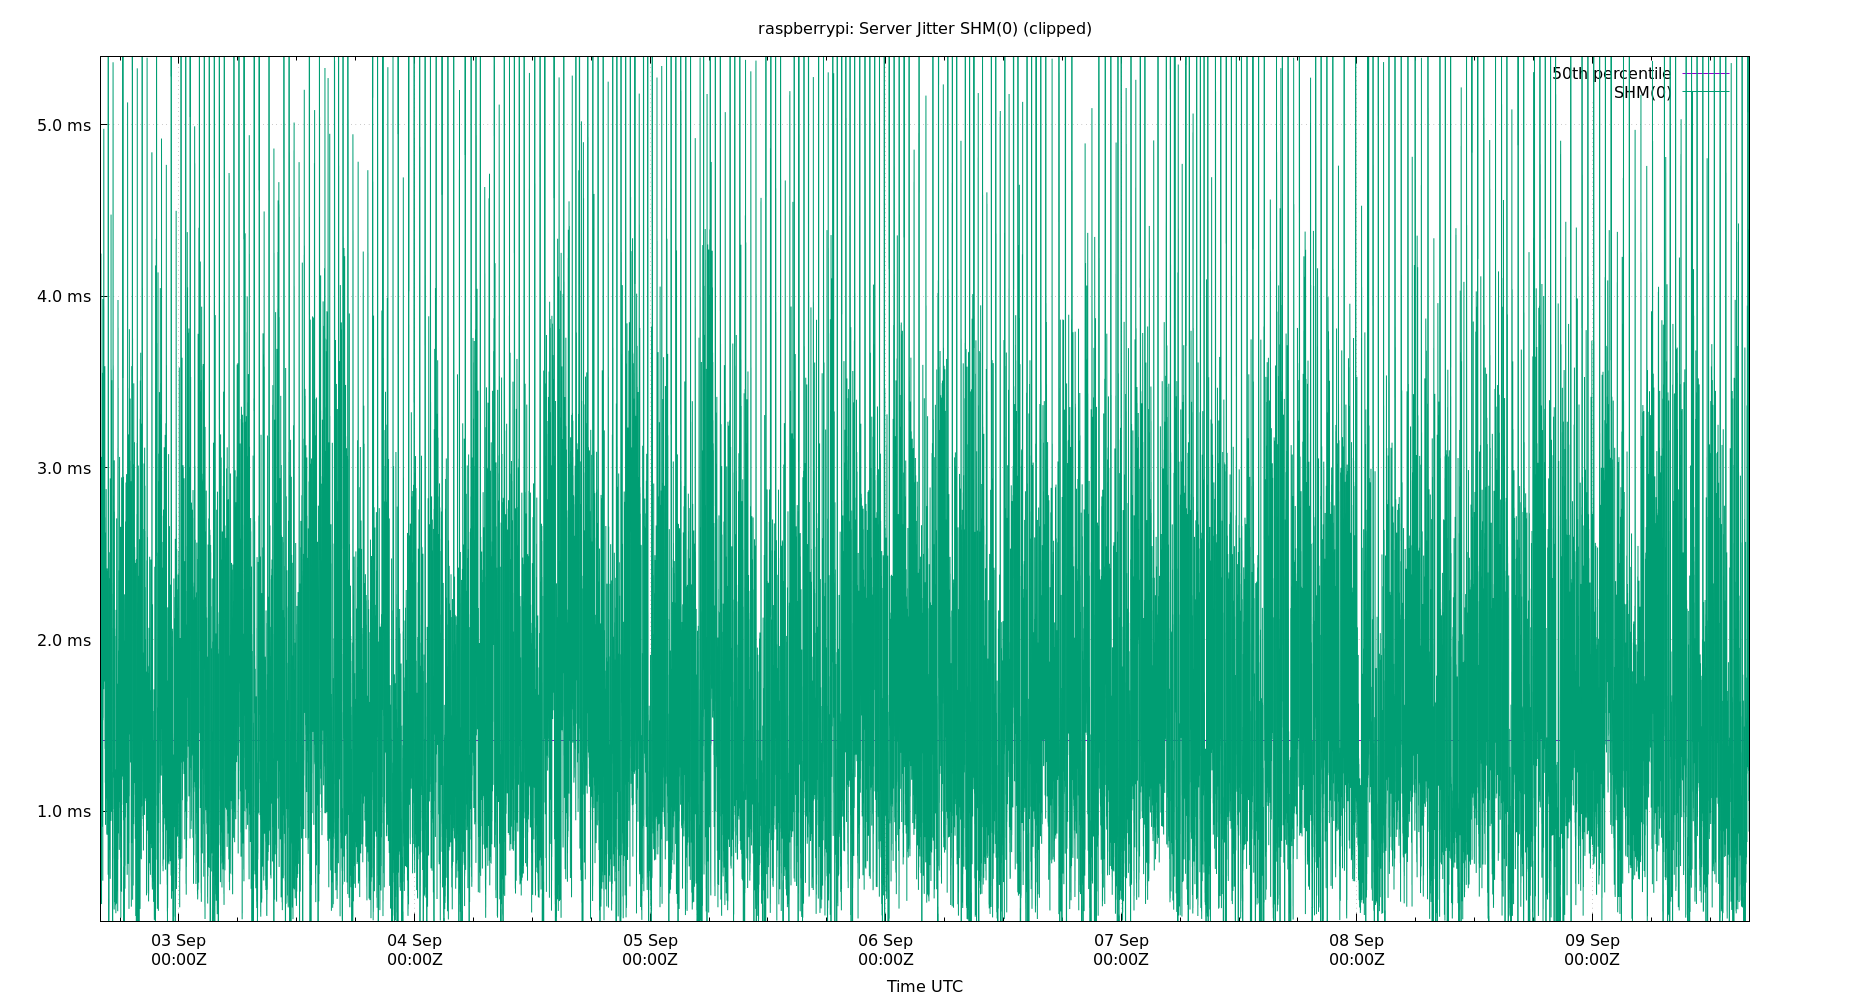 raspberrypi: Server Jitter SHM(0) (clipped)
50th percentile
SHM(0)
5.0 ms
4.0 ms
3.0 ms
2.0 ms
1.0 ms
03 Sep 04 Sep 05 Sep 06 Sep 07 Sep 08 Sep 09 Sep
00:00Z 00:00Z 00:00Z 00:00Z 00:00Z 00:00Z 00:00Z
Time UTC